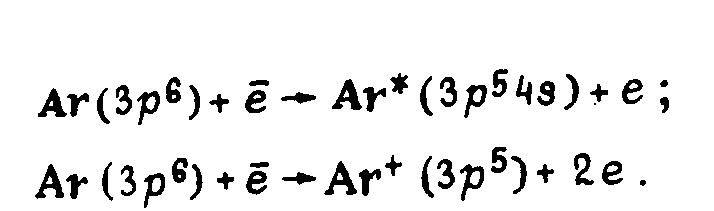 Ar(3p⁶) + ē → Ar* (3p⁵4s) + e ;
Ar (3p⁶) + ē → Ar⁺ (3p⁵) + 2e .